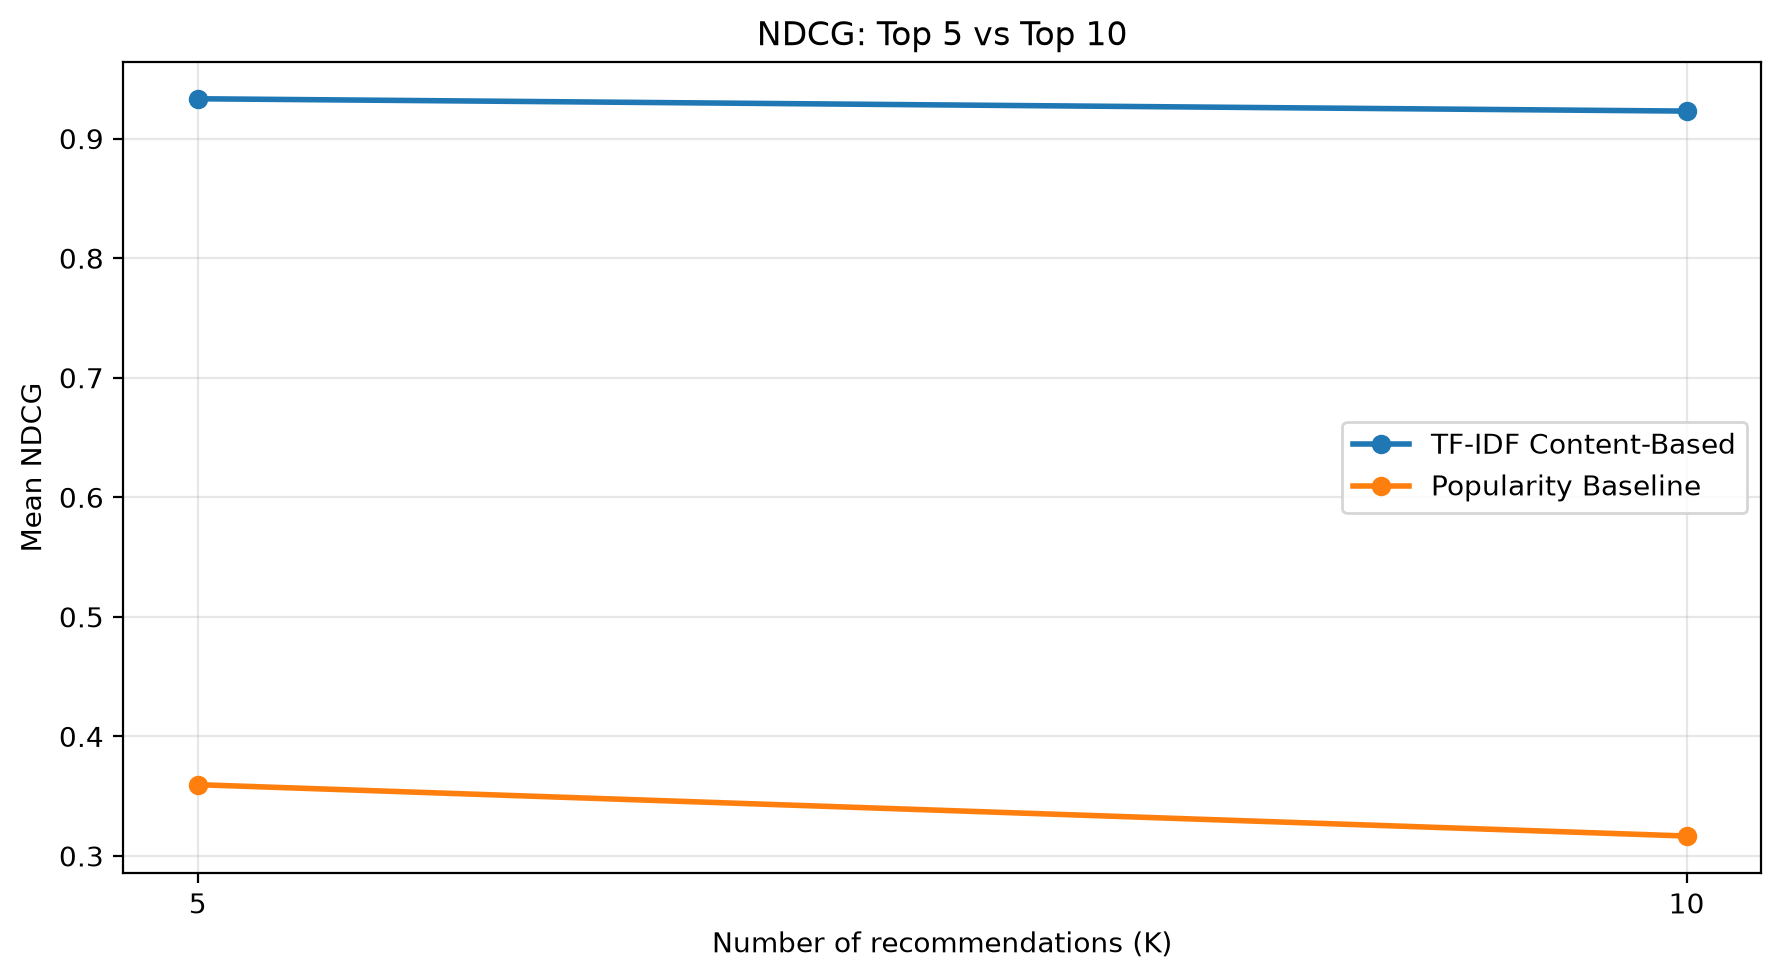 NDCG: Top 5 vs Top 10
Mean NDCG
0.9
0.8
0.7
0.6
0.5
0.4
0.3
TF-IDF Content-Based
Popularity Baseline
5
10
Number of recommendations (K)